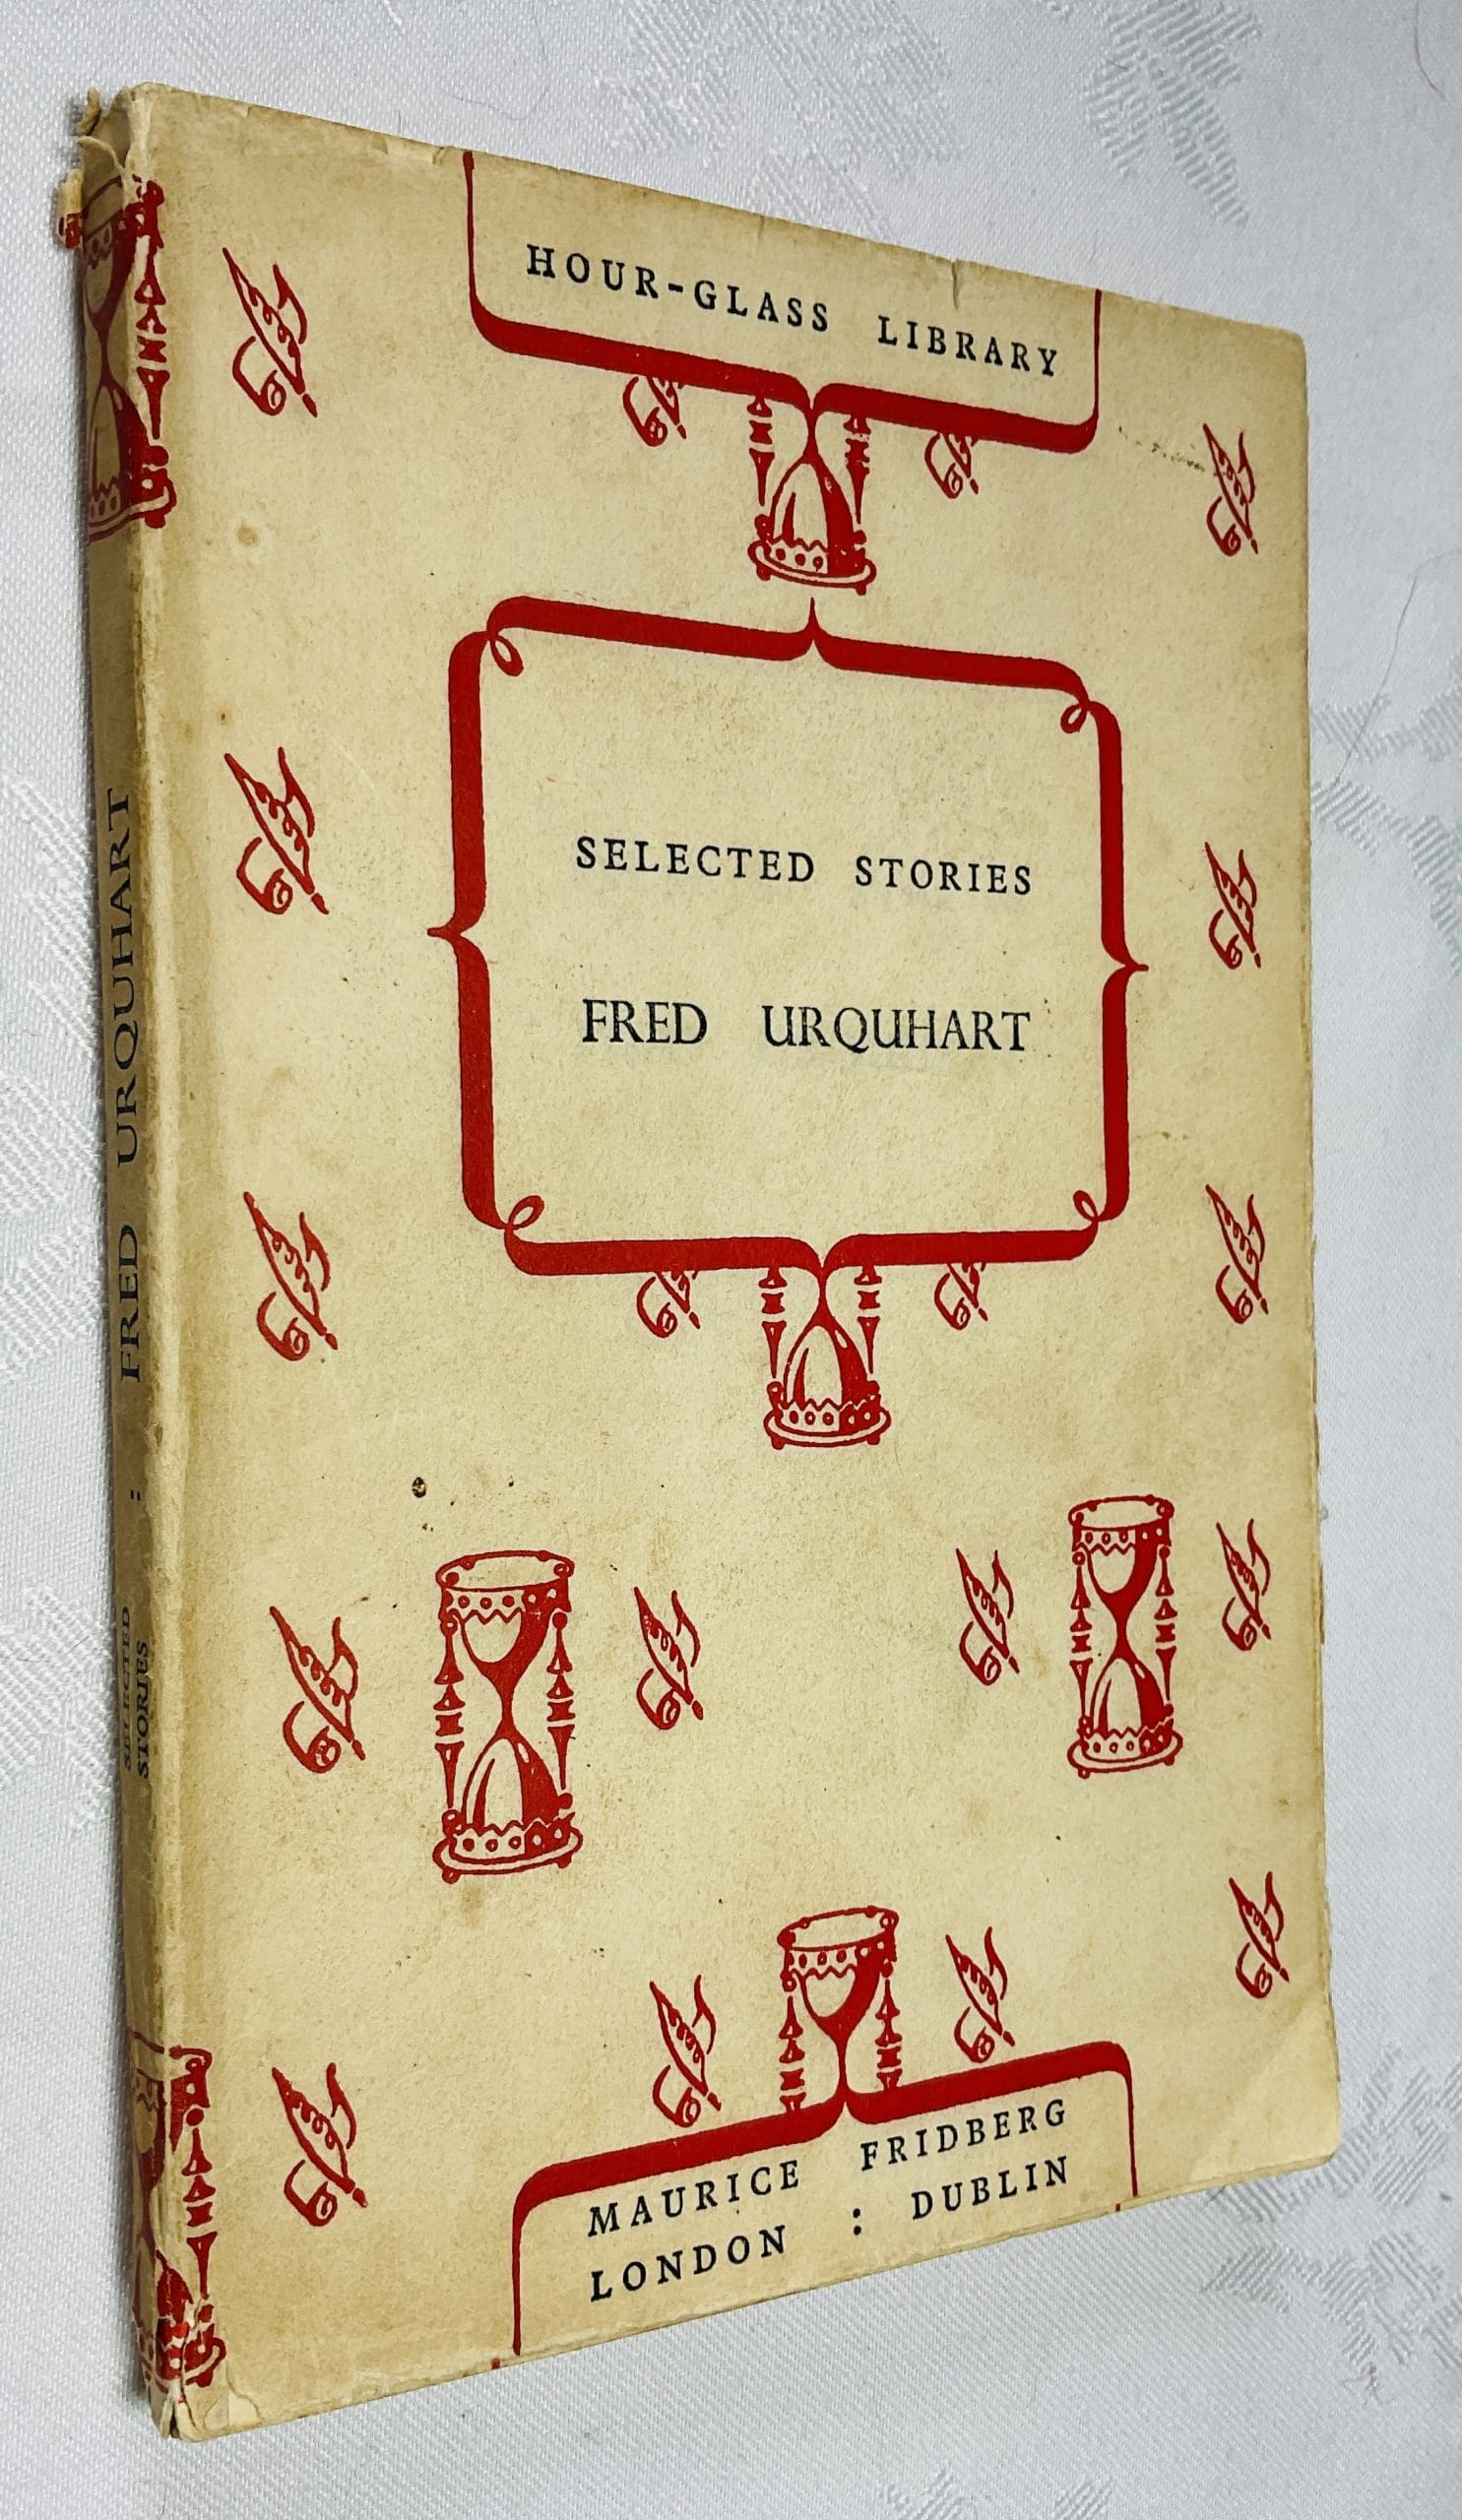 HOUR-GLASS LIBRARY
SELECTED STORIES
FRED URQUHART
MAURICE FRIDBERG
LONDON : DUBLIN
SELECTED
STORIES
: FRED URQUHART